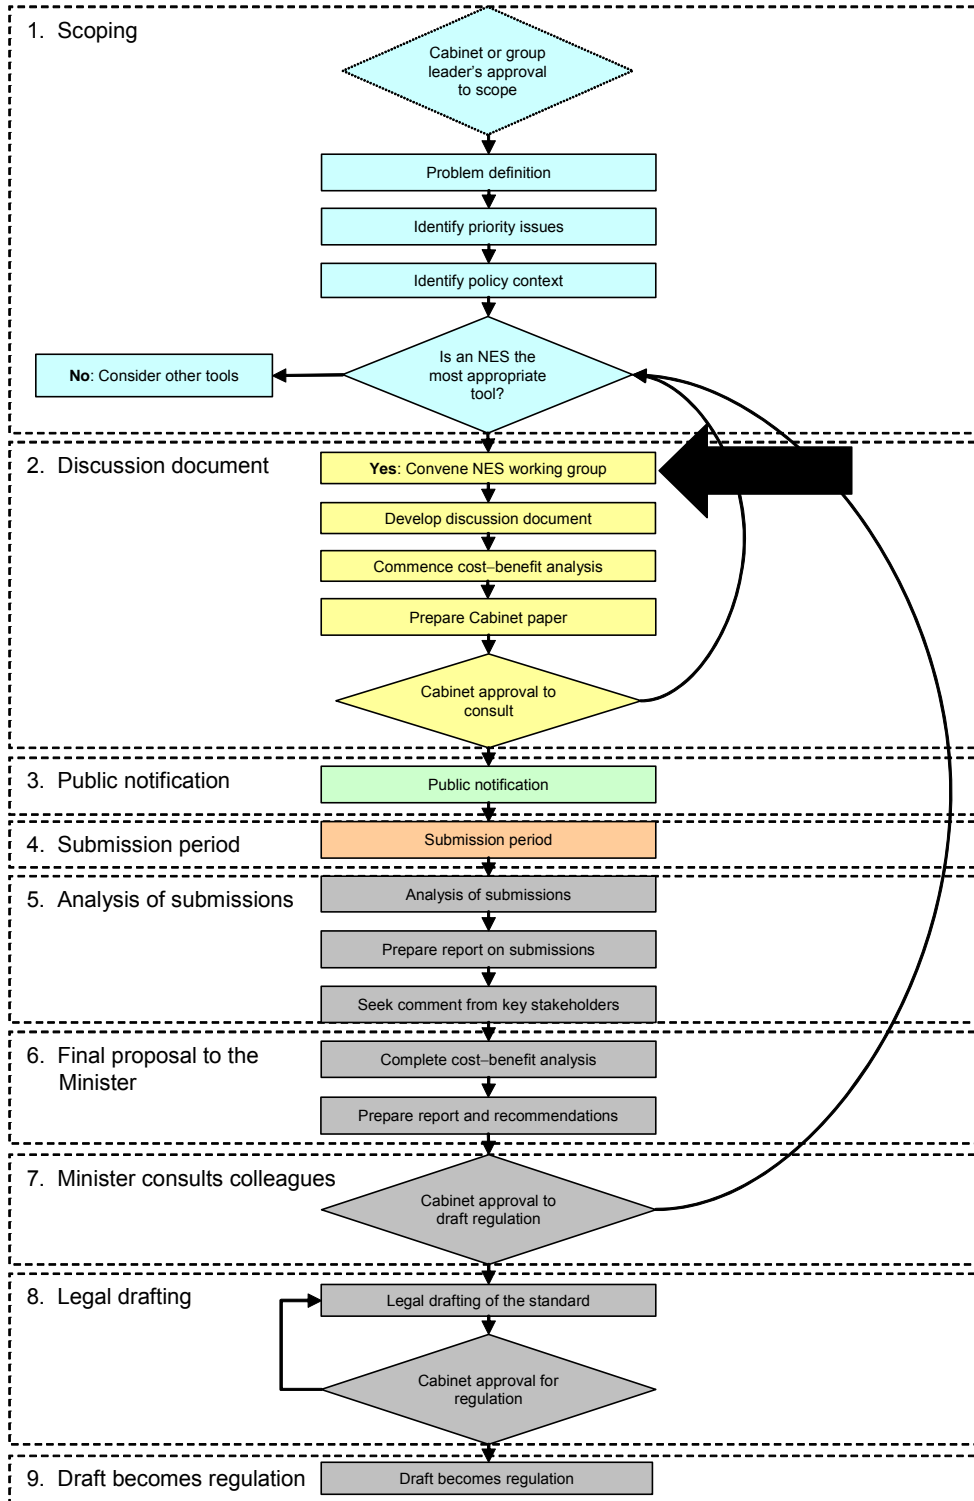 1. Scoping
Cabinet or group
leader's approval
to scope
Problem definition
Identify priority issues
Identify policy context
Is an NES the
most appropriate
tool?
No: Consider other tools
2. Discussion document
Yes: Convene NES working group
Develop discussion document
Commence cost–benefit analysis
Prepare Cabinet paper
Cabinet approval to
consult
3. Public notification
Public notification
4. Submission period
Submission period
5. Analysis of submissions
Analysis of submissions
Prepare report on submissions
Seek comment from key stakeholders
6. Final proposal to the
Minister
Complete cost–benefit analysis
Prepare report and recommendations
7. Minister consults colleagues
Cabinet approval to
draft regulation
8. Legal drafting
Legal drafting of the standard
Cabinet approval for
regulation
9. Draft becomes regulation
Draft becomes regulation